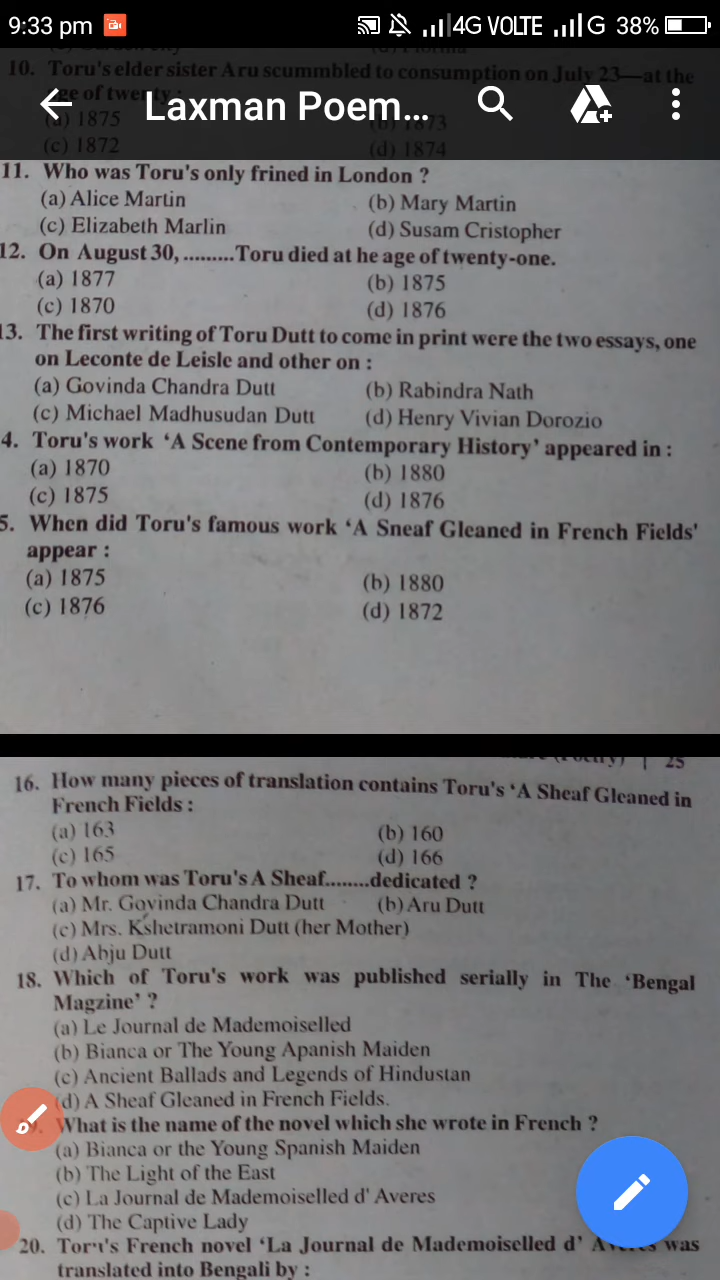 9:33 pm 4G VOLTE G 38%
10. Toru's elder sister Aru scummbled to consumption on July 23—at the
age of twenty :
Laxman Poem...
(a) 1875 (b) 1873
(c) 1872 (d) 1874
11. Who was Toru's only frined in London ?
(a) Alice Martin (b) Mary Martin
(c) Elizabeth Marlin (d) Susam Cristopher
12. On August 30, .........Toru died at he age of twenty-one.
(a) 1877 (b) 1875
(c) 1870 (d) 1876
13. The first writing of Toru Dutt to come in print were the two essays, one
on Leconte de Leisle and other on :
(a) Govinda Chandra Dutt (b) Rabindra Nath
(c) Michael Madhusudan Dutt (d) Henry Vivian Dorozio
4. Toru's work 'A Scene from Contemporary History' appeared in :
(a) 1870 (b) 1880
(c) 1875 (d) 1876
5. When did Toru's famous work 'A Sneaf Gleaned in French Fields'
appear :
(a) 1875 (b) 1880
(c) 1876 (d) 1872
25
16. How many pieces of translation contains Toru's 'A Sheaf Gleaned in
French Fields :
(a) 163 (b) 160
(c) 165 (d) 166
17. To whom was Toru's A Sheaf........dedicated ?
(a) Mr. Govinda Chandra Dutt (b) Aru Dutt
(c) Mrs. Kshetramoni Dutt (her Mother)
(d) Abju Dutt
18. Which of Toru's work was published serially in The 'Bengal
Magzine' ?
(a) Le Journal de Mademoiselled
(b) Bianca or The Young Apanish Maiden
(c) Ancient Ballads and Legends of Hindustan
(d) A Sheaf Gleaned in French Fields.
What is the name of the novel which she wrote in French ?
(a) Bianca or the Young Spanish Maiden
(b) The Light of the East
(c) La Journal de Mademoiselled d' Averes
(d) The Captive Lady
20. Toru's French novel 'La Journal de Mademoiselled d' was
translated into Bengali by :